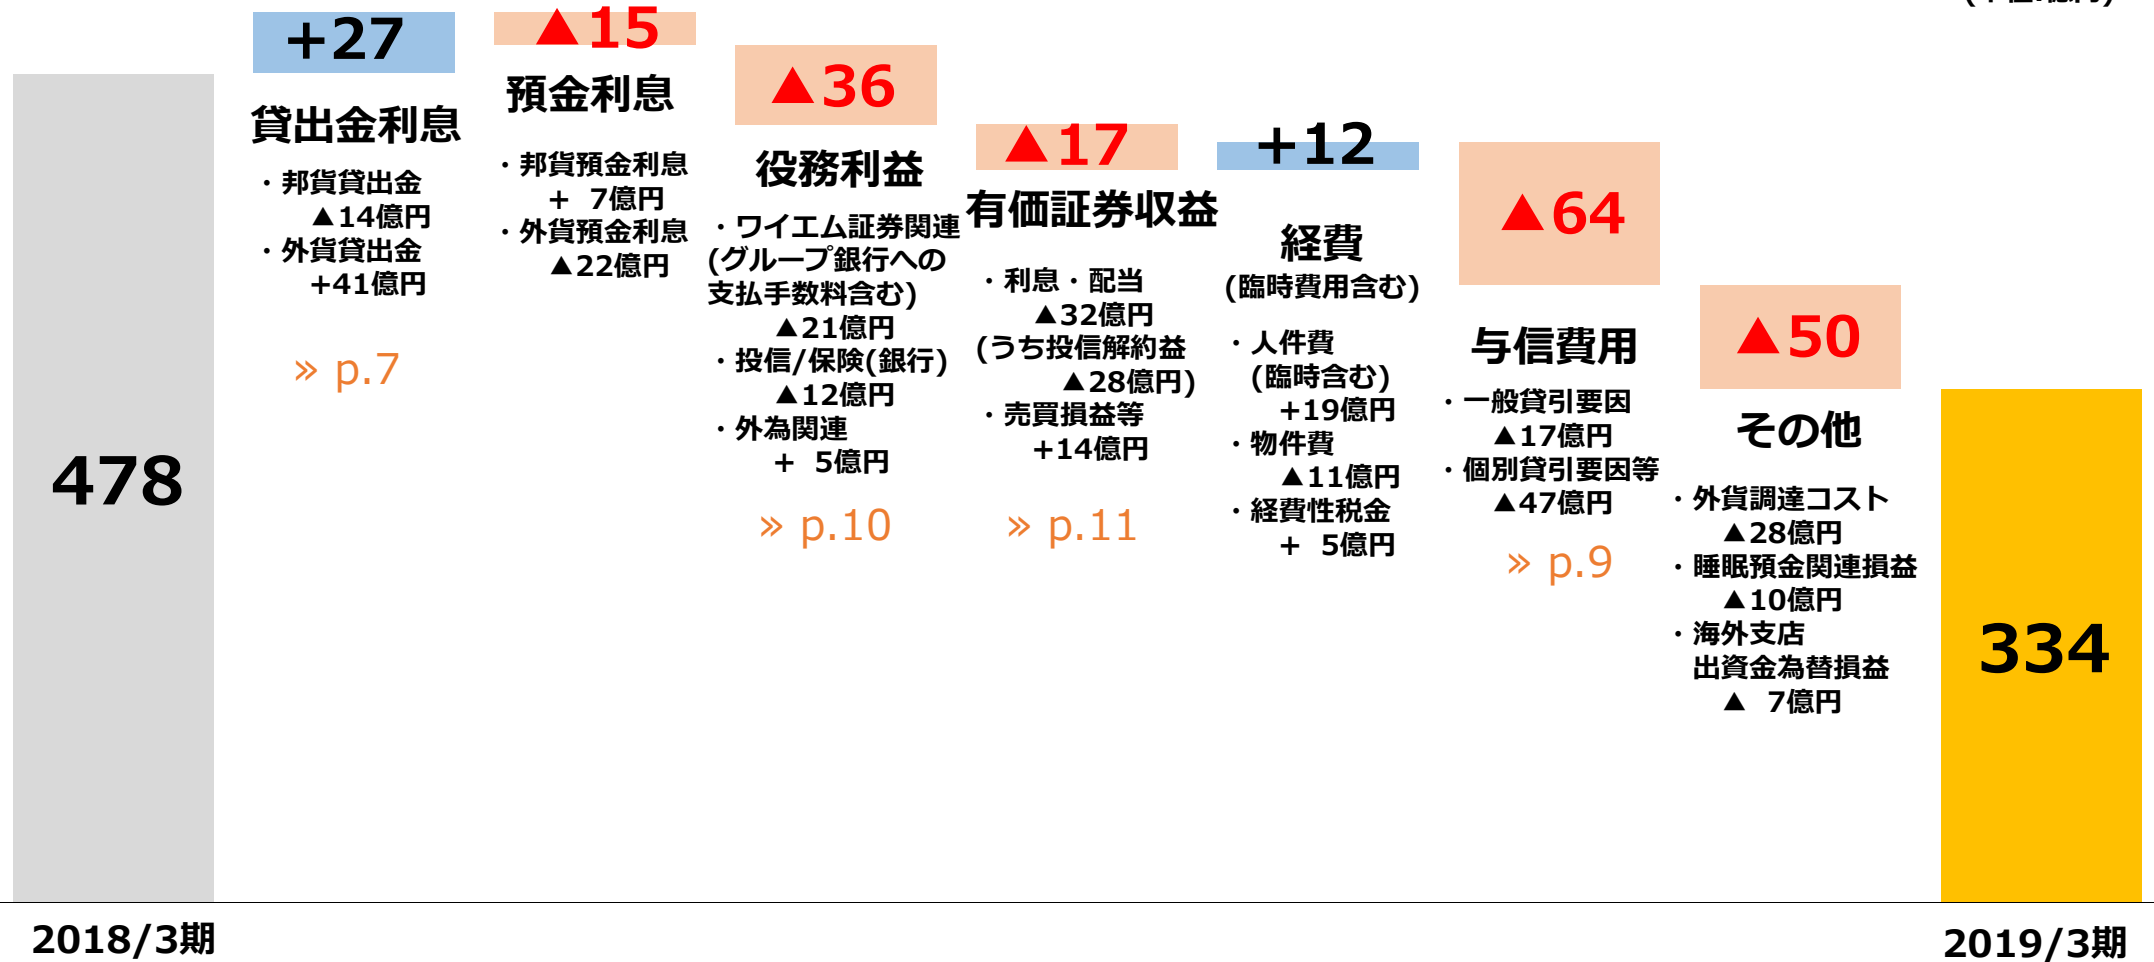 +27
貸出金利息
・邦貨貸出金
▲14億円
・外貨貸出金
+41億円
» p.7
▲15
預金利息
・邦貨預金利息
+ 7億円
・外貨預金利息
▲22億円
▲36
役務利益
・ワイエム証券関連
(グループ銀行への
支払手数料含む)
▲21億円
・投信/保険(銀行)
▲12億円
・外為関連
+ 5億円
» p.10
▲17
有価証券収益
・利息・配当
▲32億円
(うち投信解約益
▲28億円)
・売買損益等
+14億円
» p.11
+12
経費
(臨時費用含む)
・人件費
(臨時含む)
+19億円
・物件費
▲11億円
・経費性税金
+ 5億円
▲64
与信費用
・一般貸引要因
▲17億円
・個別貸引要因等
▲47億円
» p.9
▲50
その他
・外貨調達コスト
▲28億円
・睡眠預金関連損益
▲10億円
・海外支店
出資金為替損益
▲ 7億円
478
334
2018/3期
2019/3期